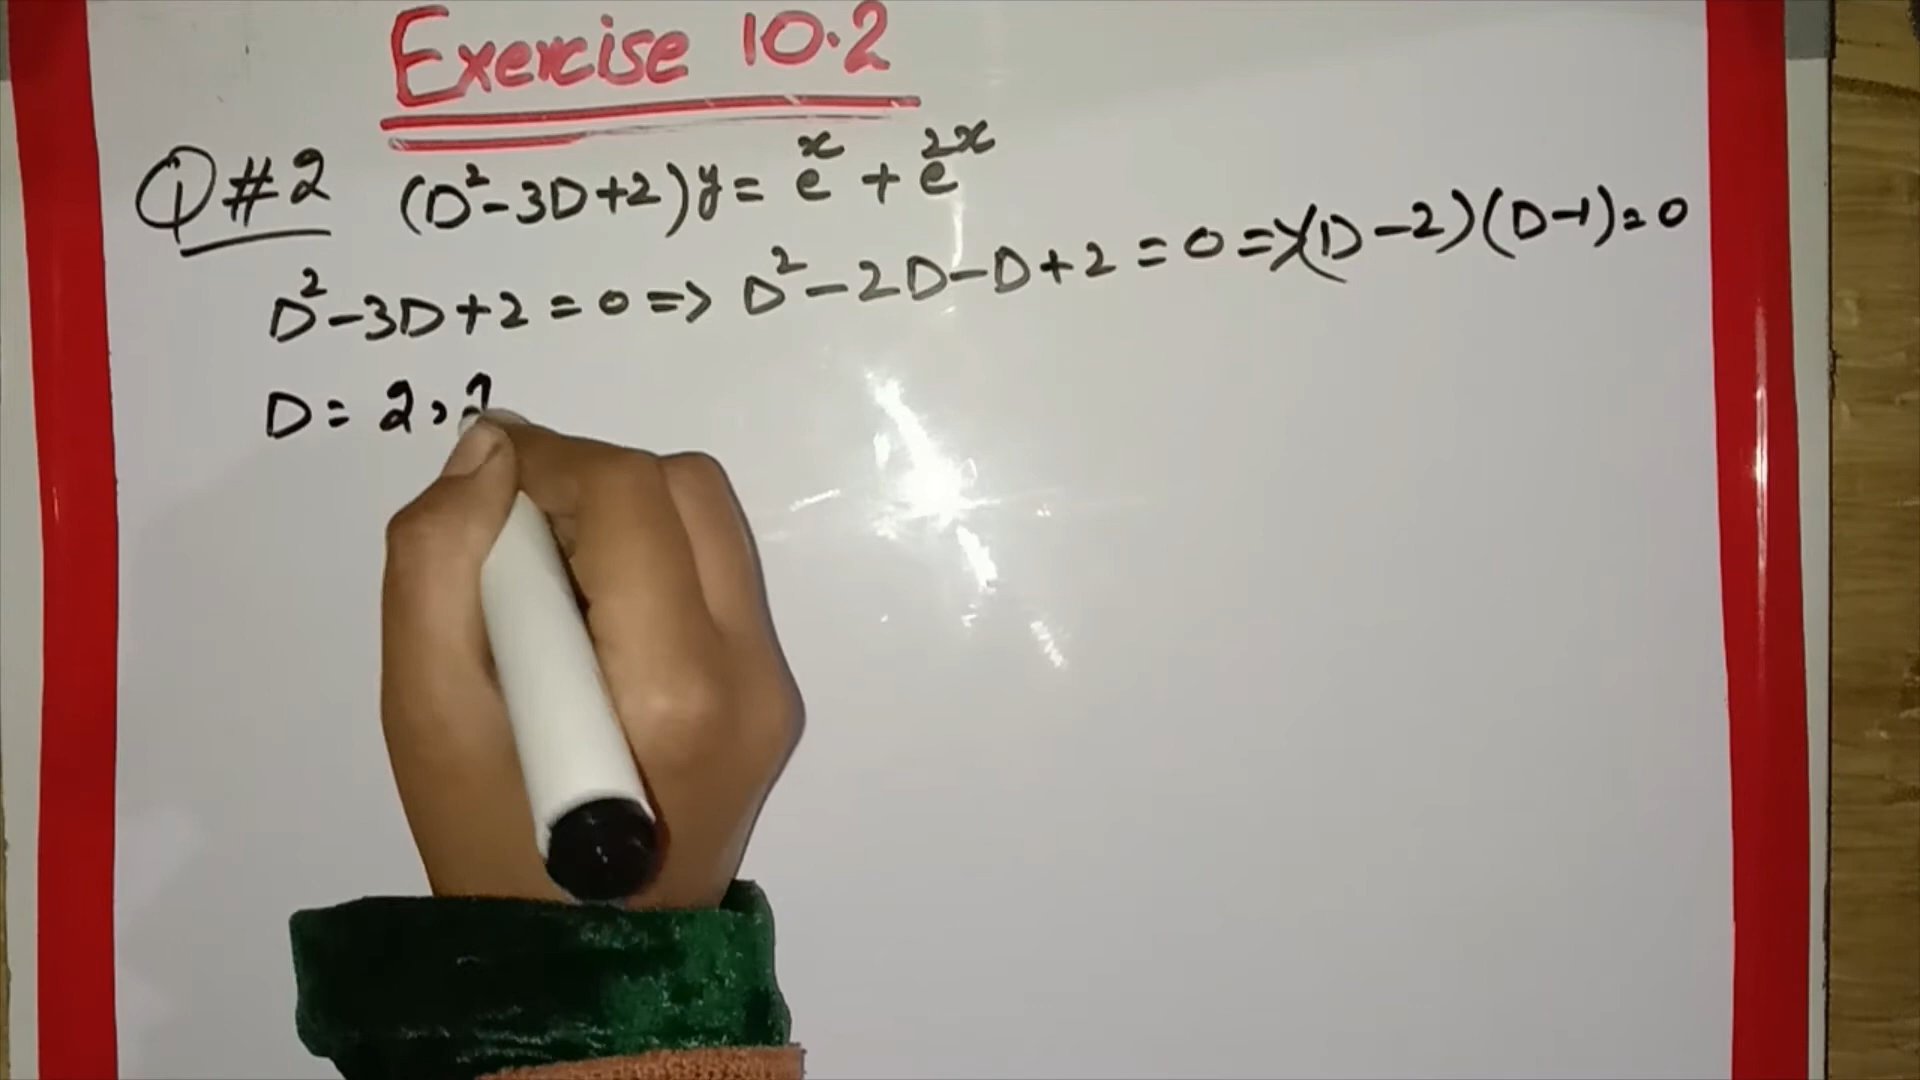 Exercise 10.2
Q#2 (D²-3D+2)y = eˣ + e²ˣ
D²-3D+2=0 => D²-2D-D+2=0 => (D-2)(D-1)=0
D = 2,